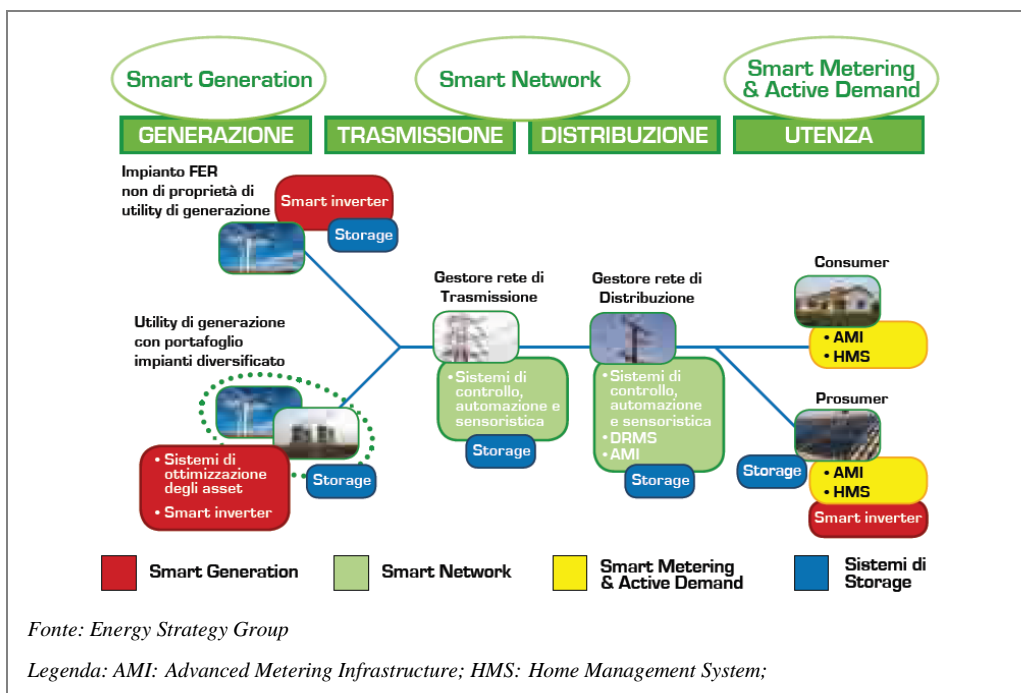 Smart Generation
Smart Network
Smart Metering
& Active Demand
GENERAZIONE
TRASMISSIONE
DISTRIBUZIONE
UTENZA
Impianto FER
non di proprietà di
utility di generazione
Smart inverter
Storage
Utility di generazione
con portafoglio
impianti diversificato
• Sistemi di
ottimizzazione
degli asset
• Smart inverter
Storage
Gestore rete di
Trasmissione
• Sistemi di
controllo,
automazione e
sensoristica
Storage
Gestore rete di
Distribuzione
• Sistemi di
controllo,
automazione
e sensoristica
• DRMS
• AMI
Storage
Consumer
• AMI
• HMS
Prosumer
Storage
• AMI
• HMS
Smart inverter
Smart Generation
Smart Network
Smart Metering
& Active Demand
Sistemi di
Storage
Fonte: Energy Strategy Group
Legenda: AMI: Advanced Metering Infrastructure; HMS: Home Management System;